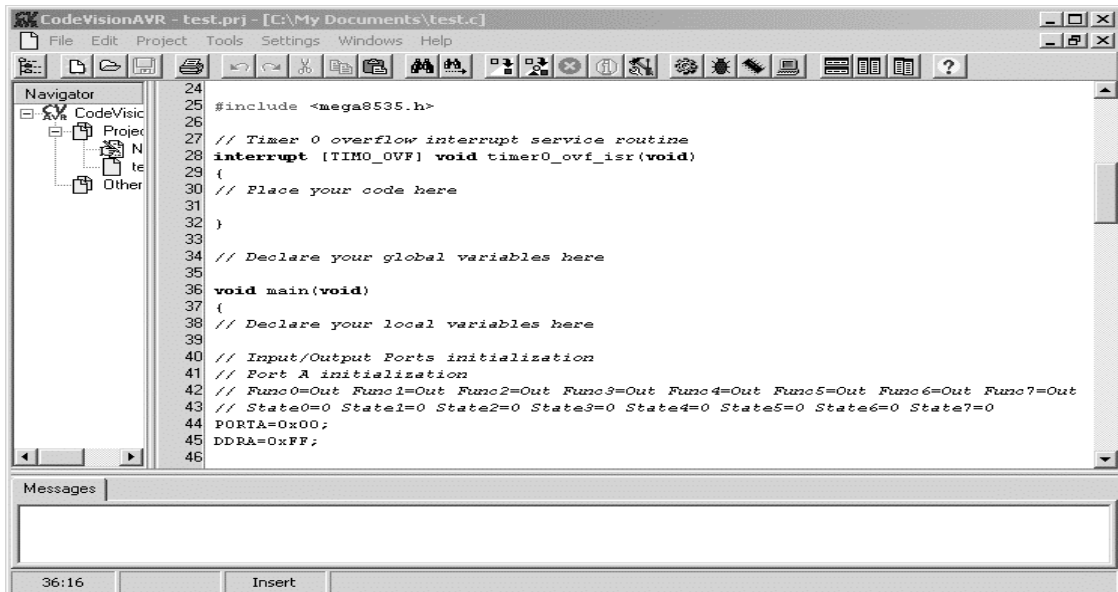 CodeVisionAVR - test.prj - [C:\My Documents\test.c]
File Edit Project Tools Settings Windows Help
Navigator
CodeVisic
Projec
N
te
Other
24
25 #include <mega8535.h>
26
27 // Timer 0 overflow interrupt service routine
28 interrupt [TIM0_OVF] void timer0_ovf_isr(void)
29 {
30 // Place your code here
31
32 }
33
34 // Declare your global variables here
35
36 void main(void)
37 {
38 // Declare your local variables here
39
40 // Input/Output Ports initialization
41 // Port A initialization
42 // Func0=Out Func1=Out Func2=Out Func3=Out Func4=Out Func5=Out Func6=Out Func7=Out
43 // State0=0 State1=0 State2=0 State3=0 State4=0 State5=0 State6=0 State7=0
44 PORTA=0x00;
45 DDRA=0xFF;
46
Messages
36:16 Insert